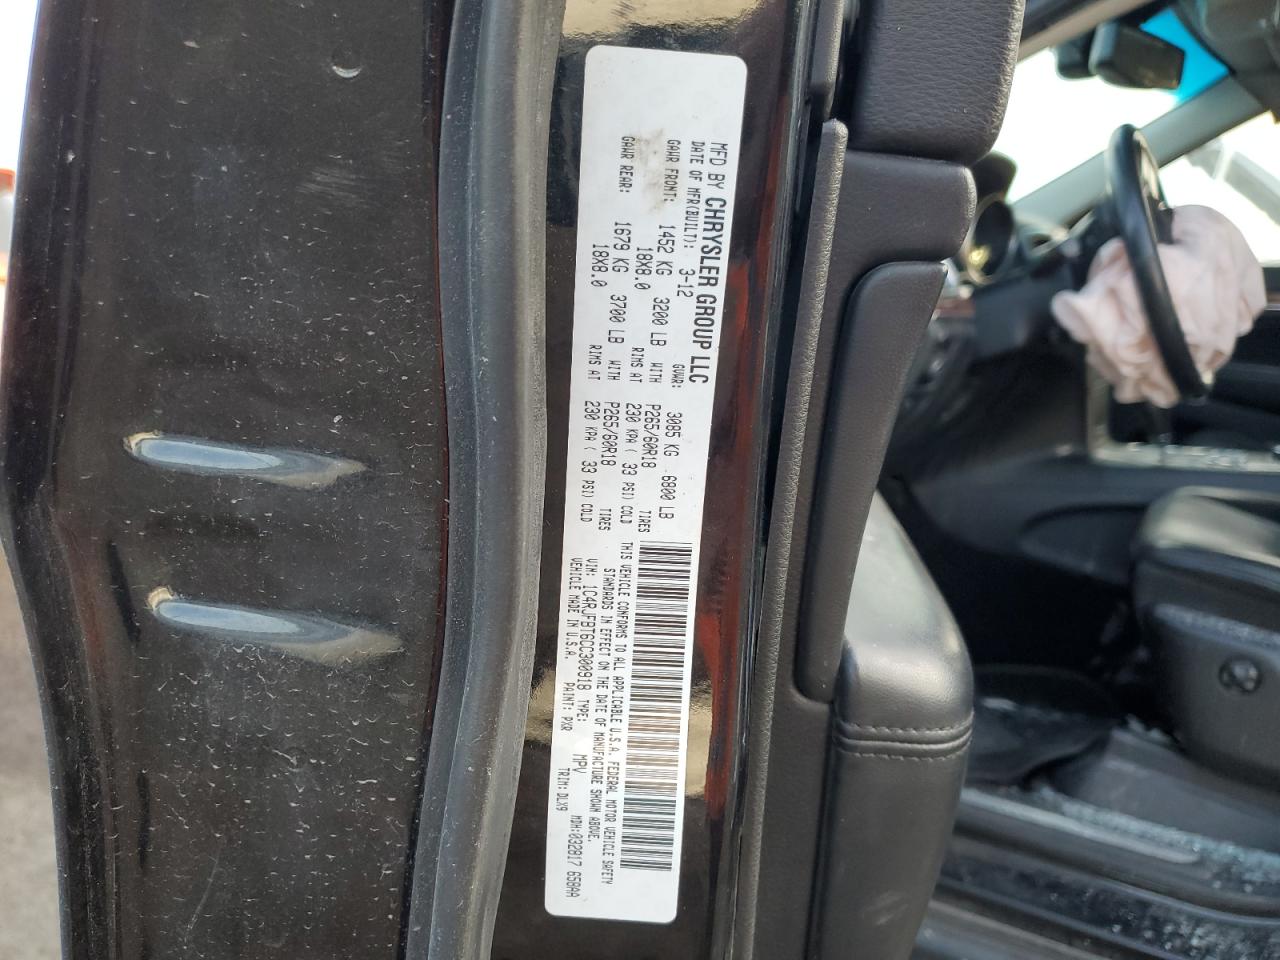 MFD BY CHRYSLER GROUP LLC
DATE OF MFR(BUILT): 3-12 GVWR: 3085 KG 6800 LB
GAWR FRONT: 1452 KG 3200 LB WITH P265/60R18 TIRES
18X8.0 RIMS AT 230 KPA ( 33 PSI) COLD
GAWR REAR: 1679 KG 3700 LB WITH P265/60R18 TIRES
18X8.0 RIMS AT 230 KPA ( 33 PSI) COLD
THIS VEHICLE CONFORMS TO ALL APPLICABLE U.S.A. FEDERAL MOTOR VEHICLE SAFETY
STANDARDS IN EFFECT ON THE DATE OF MANUFACTURE SHOWN ABOVE.
VIN: 1C4RJFBT6CC300918 TYPE: MPV MDH:032817 658AA
VEHICLE MADE IN U.S.A. PAINT: PXR TRIM:DLX9